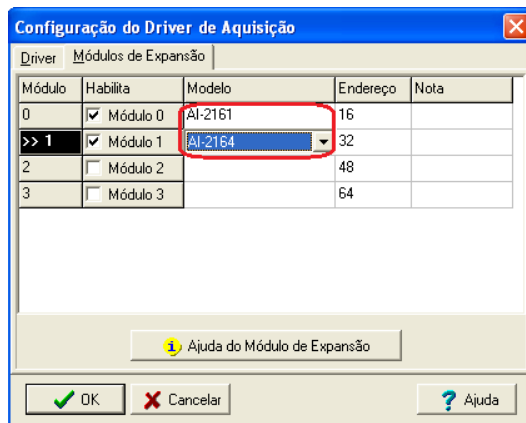 Configuração do Driver de Aquisição
Driver Módulos de Expansão
Módulo Habilita Modelo Endereço Nota
0 Módulo 0 AI-2161 16
>> 1 Módulo 1 AI-2164 32
2 Módulo 2 48
3 Módulo 3 64
Ajuda do Módulo de Expansão
OK Cancelar Ajuda